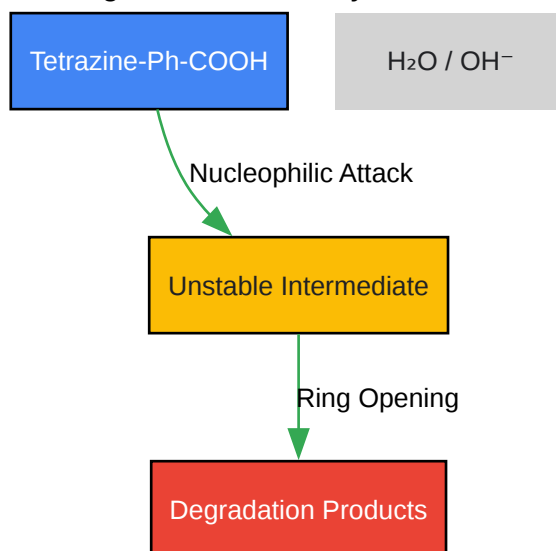 Tetrazine-Ph-COOH
H₂O / OH⁻
Nucleophilic Attack
Unstable Intermediate
Ring Opening
Degradation Products